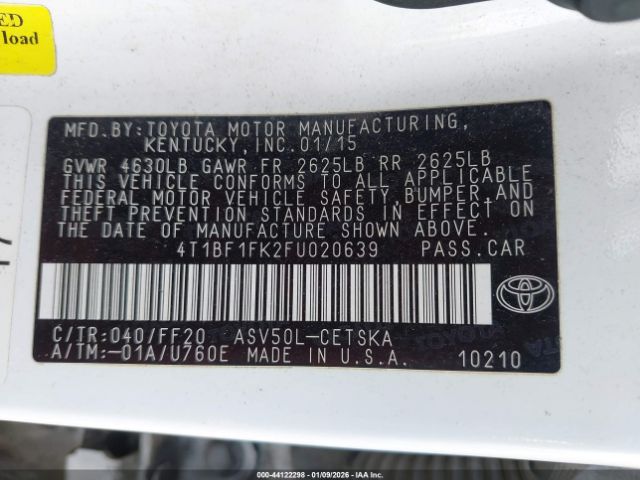 ED
load
MFD.BY:TOYOTA MOTOR MANUFACTURING,
KENTUCKY,INC.01/15
GVWR 4630LB GAWR FR 2625LB RR 2625LB
THIS VEHICLE CONFORMS TO ALL APPLICABLE
FEDERAL MOTOR VEHICLE SAFETY,BUMPER,AND
THEFT PREVENTION STANDARDS IN EFFECT ON
THE DATE OF MANUFACTURE SHOWN ABOVE.
4T1BF1FK2FU020639 PASS.CAR
C/TR:040/FF20 ASV50L-CETSKA
A/TM:-01A/U760E MADE IN U.S.A. 10210
TOYOTA
000-44122298 - 01/09/2026 - IAAI.COM